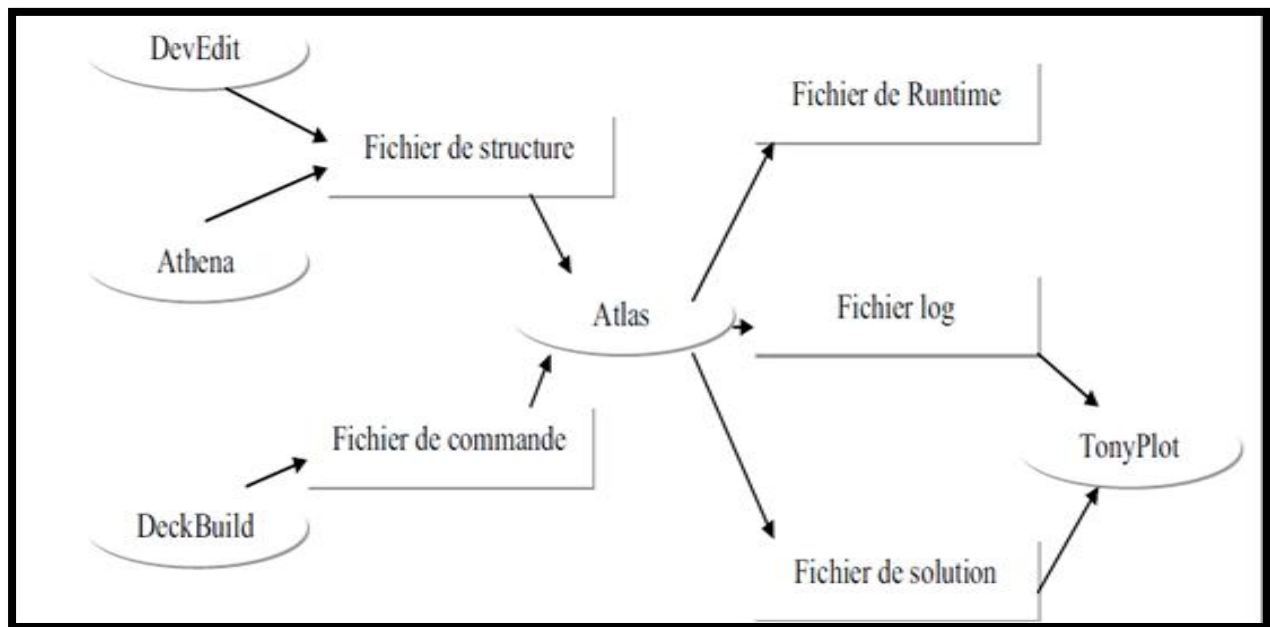 DevEdit
Fichier de structure
Athena
Fichier de commande
DeckBuild
Atlas
Fichier de Runtime
Fichier log
Fichier de solution
TonyPlot